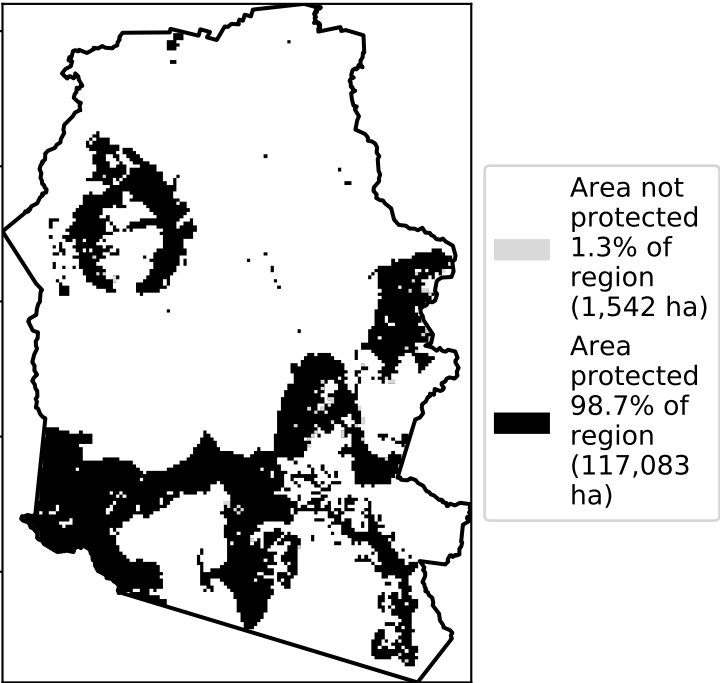 Area not
protected
1.3% of
region
(1,542 ha)
Area
protected
98.7% of
region
(117,083
ha)